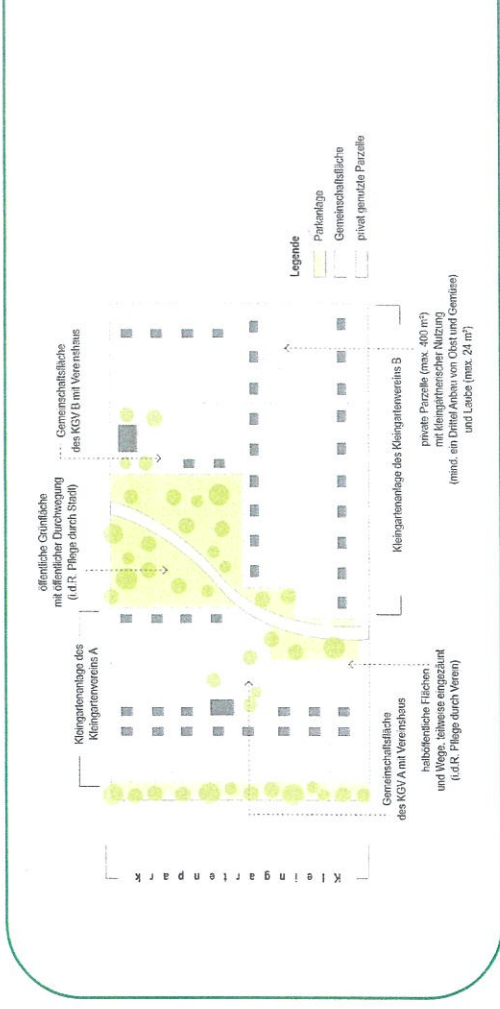 Kleingartenpark
Kleingartenanlage des
Kleingartenvereins A
öffentliche Grünfläche
mit öffentlicher Durchwegung
(i.d.R. Pflege durch Stadt)
Gemeinschaftsfläche
des KGV B mit Vereinshaus
Gemeinschaftsfläche
des KGV A mit Vereinshaus
halböffentliche Flächen
und Wege, teilweise eingezäunt
(i.d.R. Pflege durch Verein)
Kleingartenanlage des Kleingartenvereins B
private Parzelle (max. 400 m²)
mit kleingärtnerischer Nutzung
(mind. ein Drittel Anbau von Obst und Gemüse)
und Laube (max. 24 m²)
Legende
Parkanlage
Gemeinschaftsfläche
privat genutzte Parzelle